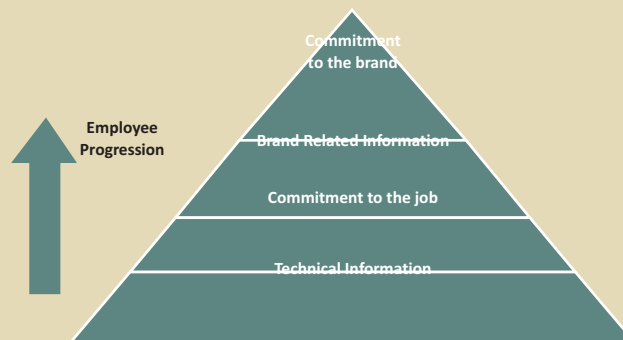 Commitment
to the brand
Employee
Progression
Brand Related Information
Commitment to the job
Technical Information